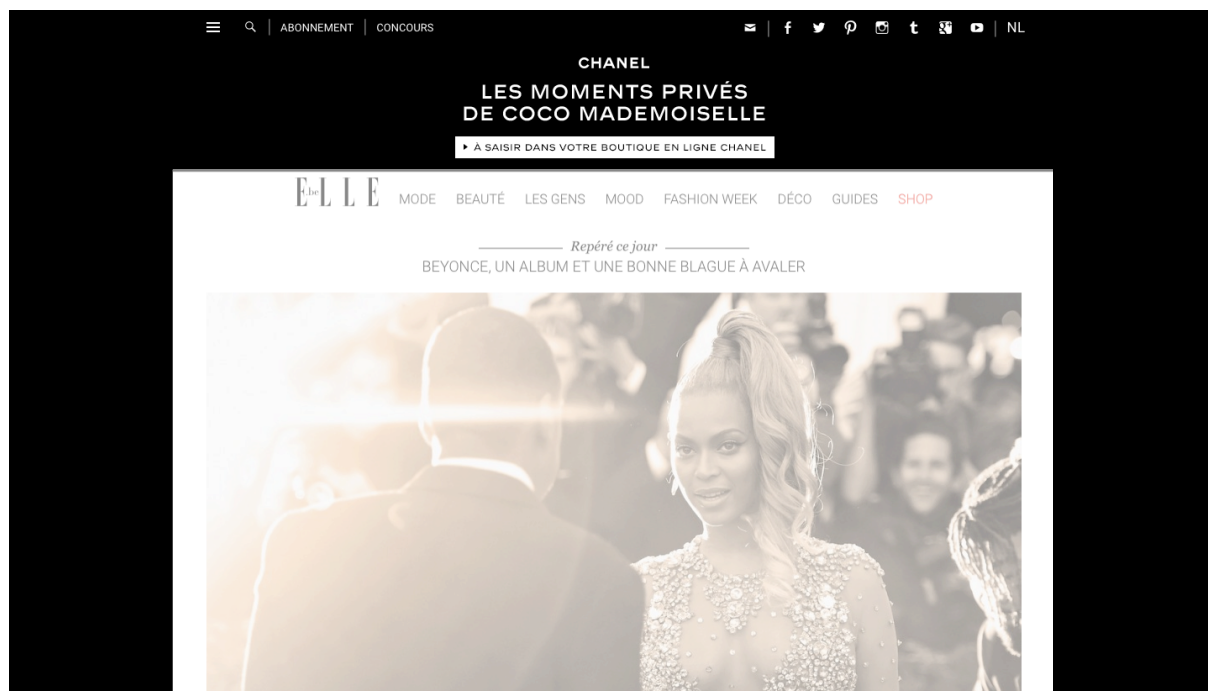 ABONNEMENT
CONCOURS
NL
CHANEL
LES MOMENTS PRIVÉS
DE COCO MADEMOISELLE
À SAISIR DANS VOTRE BOUTIQUE EN LIGNE CHANEL
ELLE .be
MODE
BEAUTÉ
LES GENS
MOOD
FASHION WEEK
DÉCO
GUIDES
SHOP
Repéré ce jour
BEYONCE, UN ALBUM ET UNE BONNE BLAGUE À AVALER